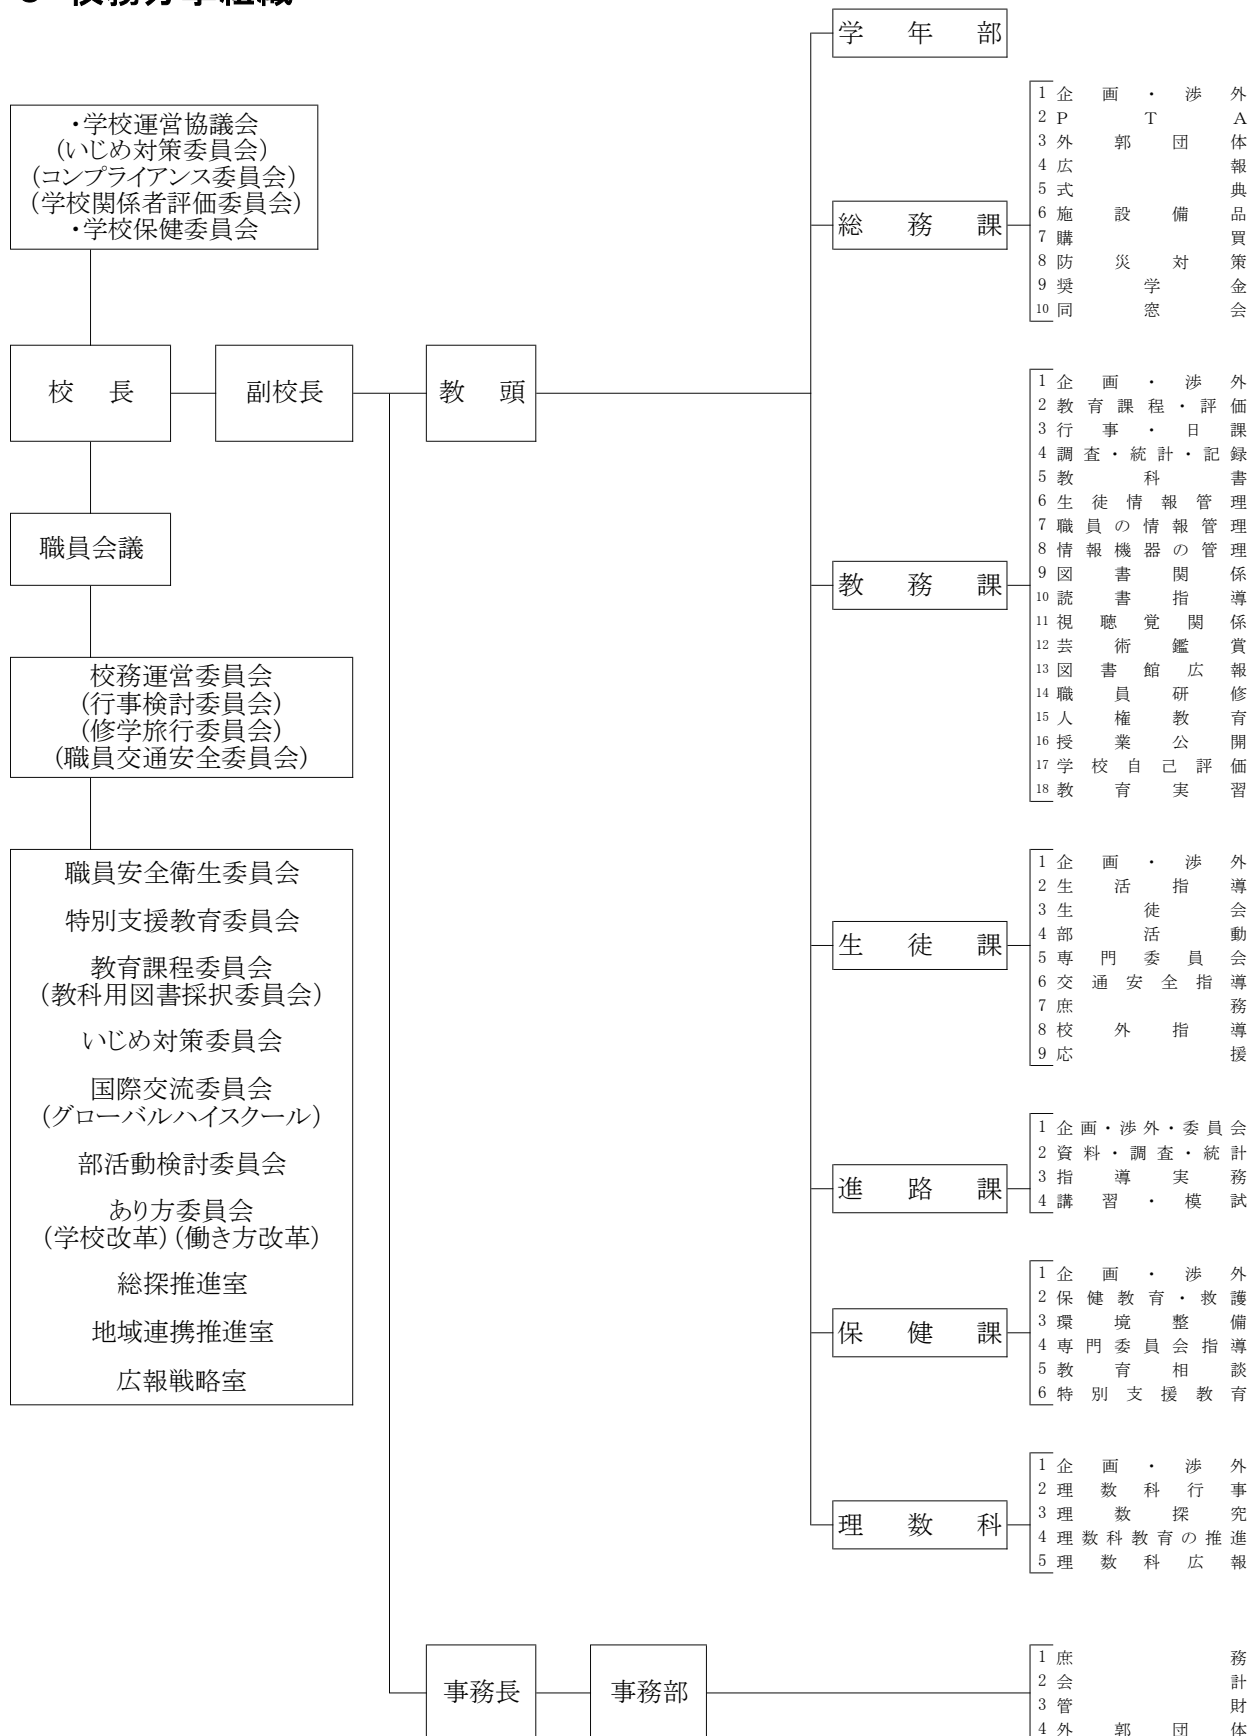 学年部
・学校運営協議会
(いじめ対策委員会)
(コンプライアンス委員会)
(学校関係者評価委員会)
・学校保健委員会
校長
副校長
教頭
職員会議
校務運営委員会
(行事検討委員会)
(修学旅行委員会)
(職員交通安全委員会)
職員安全衛生委員会
特別支援教育委員会
教育課程委員会
(教科用図書採択委員会)
いじめ対策委員会
国際交流委員会
(グローバルハイスクール)
部活動検討委員会
あり方委員会
(学校改革)(働き方改革)
総探推進室
地域連携推進室
広報戦略室
総務課
1 企画・渉外
2 PTA
3 外郭団体
4 広報
5 式典
6 施設備品
7 購買
8 防災対策
9 奨学金
10 同窓会
教務課
1 企画・渉外
2 教育課程・評価
3 行事・日課
4 調査・統計・記録
5 教科書
6 生徒情報管理
7 職員の情報管理
8 情報機器の管理
9 図書関係
10 読書指導
11 視聴覚関係
12 芸術鑑賞
13 図書館広報
14 職員研修
15 人権教育
16 授業公開
17 学校自己評価
18 教育実習
生徒課
1 企画・渉外
2 生活指導
3 生徒会
4 部活動
5 専門委員会
6 交通安全指導
7 庶務
8 校外指導
9 応援
進路課
1 企画・渉外・委員会
2 資料・調査・統計
3 指導実務
4 講習・模試
保健課
1 企画・渉外
2 保健教育・救護
3 環境整備
4 専門委員会指導
5 教育相談
6 特別支援教育
理数科
1 企画・渉外
2 理数科行事
3 理数探究
4 理数科教育の推進
5 理数科広報
事務長
事務部
1 庶務
2 会計
3 管財
4 外郭団体